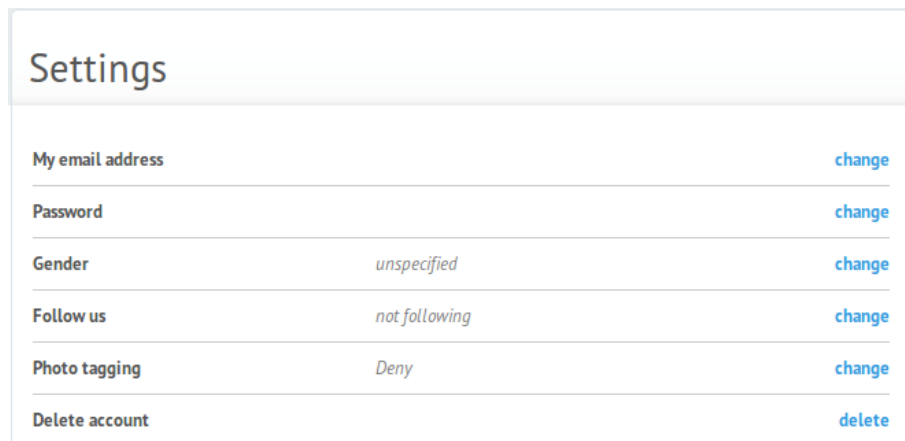 Settings
My email address change
Password change
Gender unspecified change
Follow us not following change
Photo tagging Deny change
Delete account delete